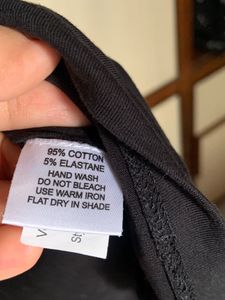 95% COTTON
5% ELASTANE
HAND WASH
DO NOT BLEACH
USE WARM IRON
FLAT DRY IN SHADE